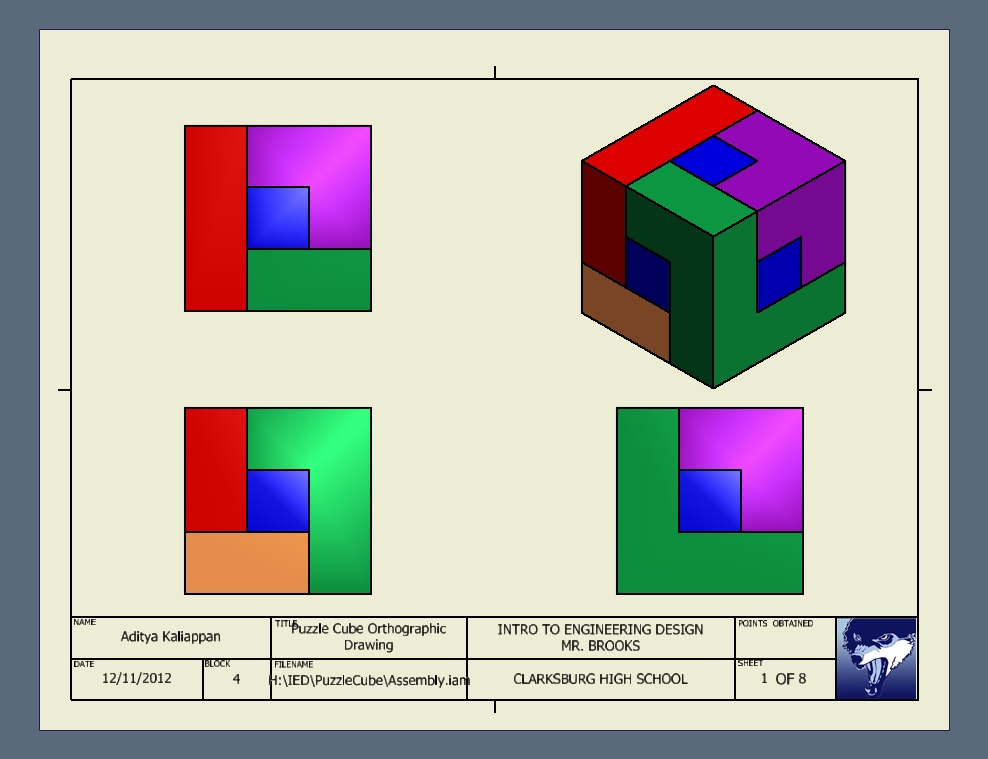 NAME
Aditya Kaliappan
TITLE
Puzzle Cube Orthographic
Drawing
INTRO TO ENGINEERING DESIGN
MR. BROOKS
POINTS OBTAINED
DATE
12/11/2012
BLOCK
4
FILENAME
H:\IED\PuzzleCube\Assembly.iam
CLARKSBURG HIGH SCHOOL
SHEET
1 OF 8